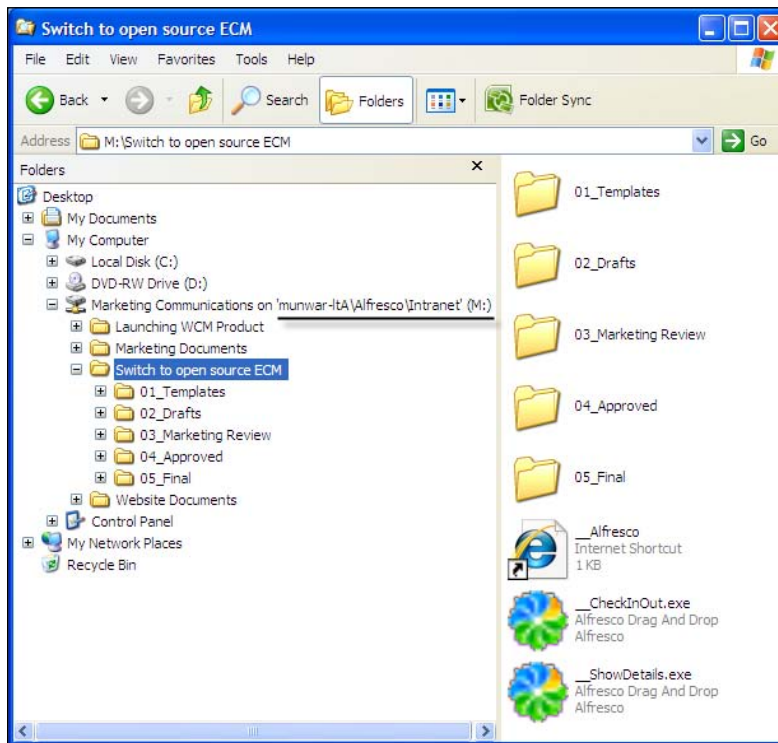 Switch to open source ECM
File Edit View Favorites Tools Help
Back Search Folders Folder Sync
Address M:\Switch to open source ECM Go
Folders
Desktop
My Documents
My Computer
Local Disk (C:)
DVD-RW Drive (D:)
Marketing Communications on 'munwar-ltA\Alfresco\Intranet' (M:)
Launching WCM Product
Marketing Documents
Switch to open source ECM
01_Templates
02_Drafts
03_Marketing Review
04_Approved
05_Final
Website Documents
Control Panel
My Network Places
Recycle Bin
01_Templates
02_Drafts
03_Marketing Review
04_Approved
05_Final
__Alfresco
Internet Shortcut
1 KB
__CheckInOut.exe
Alfresco Drag And Drop
Alfresco
__ShowDetails.exe
Alfresco Drag And Drop
Alfresco